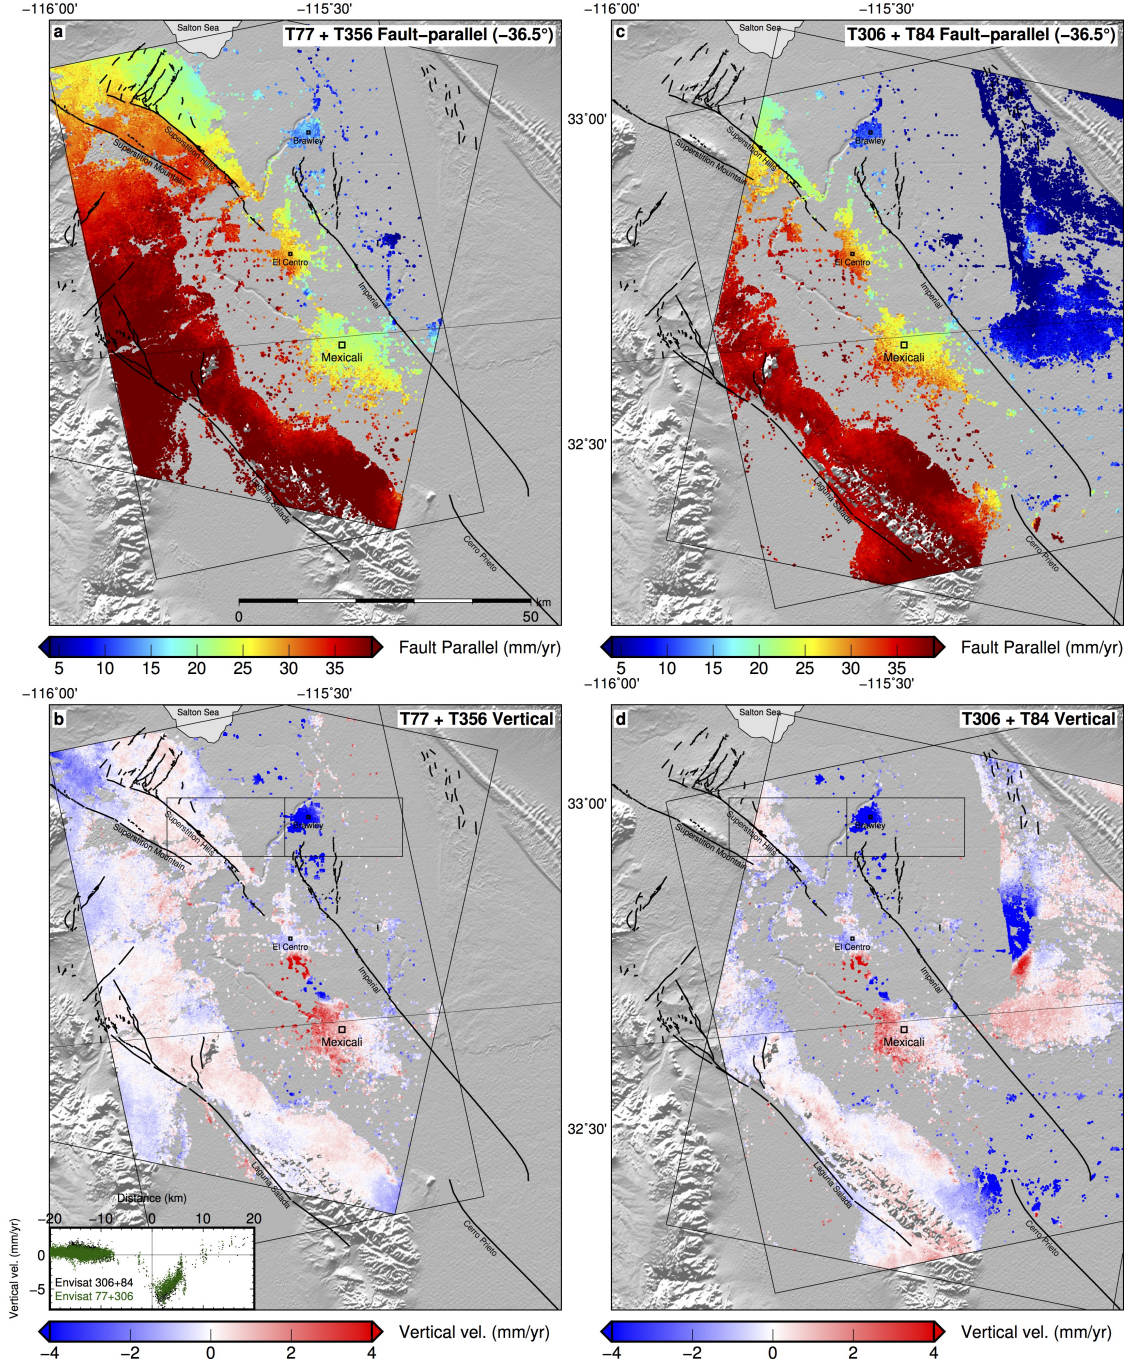 −116˚00'
−115˚30'
−116˚00'
−115˚30'
a
Salton Sea
T77 + T356 Fault−parallel (−36.5°)
Superstition Hills
Superstition Mountain
Brawley
El Centro
Imperial
Mexicali
Laguna Salada
Cerro Prieto
0
50
km
c
Salton Sea
T306 + T84 Fault−parallel (−36.5°)
33˚00'
Superstition Hills
Superstition Mountain
Brawley
El Centro
Imperial
Mexicali
32˚30'
Laguna Salada
Cerro Prieto
5 10 15 20 25 30 35
Fault Parallel (mm/yr)
5 10 15 20 25 30 35
Fault Parallel (mm/yr)
−116˚00'
−115˚30'
−116˚00'
−115˚30'
b
Salton Sea
T77 + T356 Vertical
Superstition Hills
Superstition Mountain
Brawley
El Centro
Imperial
Mexicali
Laguna Salada
Cerro Prieto
Distance (km)
−20 −10 0 10 20
Vertical vel. (mm/yr)
0
−5
Envisat 306+84
Envisat 77+306
d
Salton Sea
T306 + T84 Vertical
33˚00'
Superstition Hills
Superstition Mountain
Brawley
El Centro
Imperial
Mexicali
32˚30'
Laguna Salada
Cerro Prieto
−4 −2 0 2 4
Vertical vel. (mm/yr)
−4 −2 0 2 4
Vertical vel. (mm/yr)